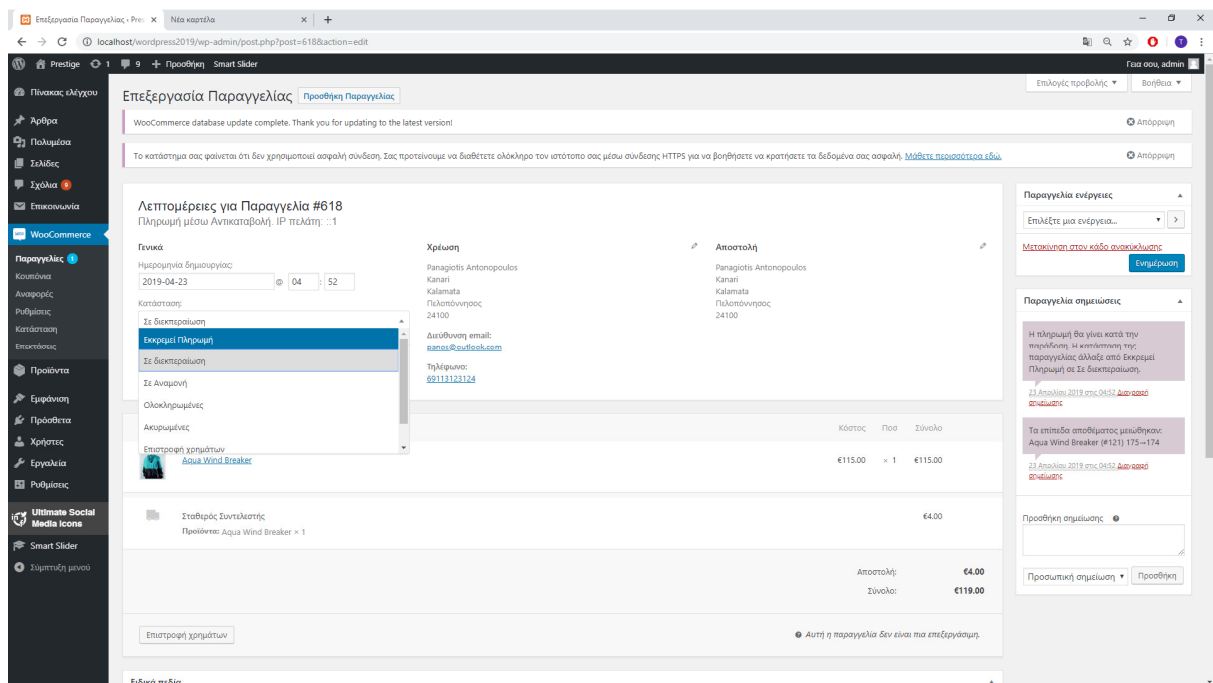 Επεξεργασία Παραγγελίας ‹ Pres
Νέα καρτέλα
localhost/wordpress2019/wp-admin/post.php?post=618&action=edit
Prestige 1 9 Προσθήκη Smart Slider
Γεια σου, admin
Πίνακας ελέγχου
Άρθρα
Πολυμέσα
Σελίδες
Σχόλια 9
Επικοινωνία
WooCommerce
Παραγγελίες 1
Κουπόνια
Αναφορές
Ρυθμίσεις
Κατάσταση
Επεκτάσεις
Προϊόντα
Εμφάνιση
Πρόσθετα
Χρήστες
Εργαλεία
Ρυθμίσεις
Ultimate Social
Media Icons
Smart Slider
Σύμπτυξη μενού
Επιλογές προβολής
Βοήθεια
Επεξεργασία Παραγγελίας Προσθήκη Παραγγελίας
WooCommerce database update complete. Thank you for updating to the latest version!
Απόρριψη
Το κατάστημα σας φαίνεται ότι δεν χρησιμοποιεί ασφαλή σύνδεση. Σας προτείνουμε να διαθέτετε ολόκληρο τον ιστότοπο σας μέσω σύνδεσης HTTPS για να βοηθήσετε να κρατήσετε τα δεδομένα σας ασφαλή. Μάθετε περισσότερα εδώ.
Απόρριψη
Λεπτομέρειες για Παραγγελία #618
Πληρωμή μέσω Αντικαταβολή. IP πελάτη: ::1
Γενικά
Ημερομηνία δημιουργίας:
2019-04-23 @ 04 : 52
Κατάσταση:
Σε διεκπεραίωση
Εκκρεμεί Πληρωμή
Σε διεκπεραίωση
Σε Αναμονή
Ολοκληρωμένες
Ακυρωμένες
Επιστροφή χρημάτων
Χρέωση
Panagiotis Antonopoulos
Kanari
Kalamata
Πελοπόννησος
24100
Διεύθυνση email:
panos@outlook.com
Τηλέφωνο:
69113123124
Αποστολή
Panagiotis Antonopoulos
Kanari
Kalamata
Πελοπόννησος
24100
Κόστος Ποσ Σύνολο
Aqua Wind Breaker €115.00 × 1 €115.00
Σταθερός Συντελεστής €4.00
Προϊόντα: Aqua Wind Breaker × 1
Αποστολή: €4.00
Σύνολο: €119.00
Επιστροφή χρημάτων
Αυτή η παραγγελία δεν είναι πια επεξεργάσιμη.
Ειδικά πεδία
Παραγγελία ενέργειες
Επιλέξτε μια ενέργεια...
Μετακίνηση στον κάδο ανακύκλωσης
Ενημέρωση
Παραγγελία σημειώσεις
Η πληρωμή θα γίνει κατά την
παράδοση. Η κατάσταση της
παραγγελίας άλλαξε από Εκκρεμεί
Πληρωμή σε Σε διεκπεραίωση.
23 Απριλίου 2019 στις 04:52 Διαγραφή
σημείωσης
Τα επίπεδα αποθέματος μειώθηκαν:
Aqua Wind Breaker (#121) 175→174
23 Απριλίου 2019 στις 04:52 Διαγραφή
σημείωσης
Προσθήκη σημείωσης
Προσωπική σημείωση
Προσθήκη